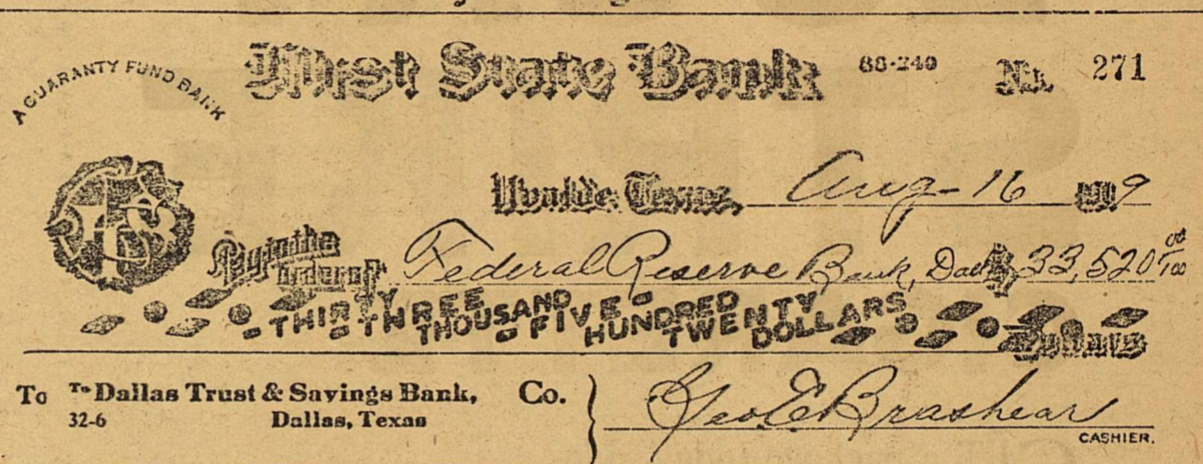 A GUARANTY FUND BANK
First State Bank 88-240 No. 271
Uvalde, Texas, Aug-16 1919
Pay to the
order of Federal Reserve Bank, Dal $33,520 00/100
THIRTY THREE THOUSAND FIVE HUNDRED TWENTY DOLLARS Dollars
To The Dallas Trust & Savings Bank, Co.
32-6 Dallas, Texas
Geo E Brashear
CASHIER.